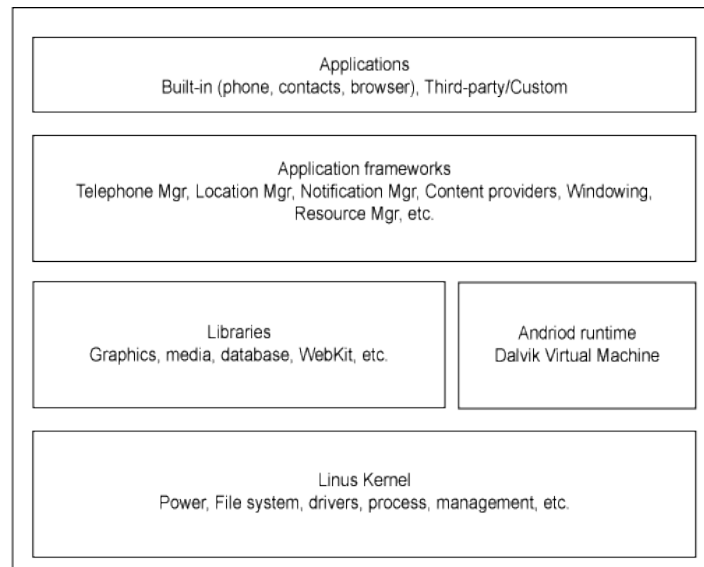 Applications
Built-in (phone, contacts, browser), Third-party/Custom
Application frameworks
Telephone Mgr, Location Mgr, Notification Mgr, Content providers, Windowing,
Resource Mgr, etc.
Libraries
Graphics, media, database, WebKit, etc.
Andriod runtime
Dalvik Virtual Machine
Linus Kernel
Power, File system, drivers, process, management, etc.